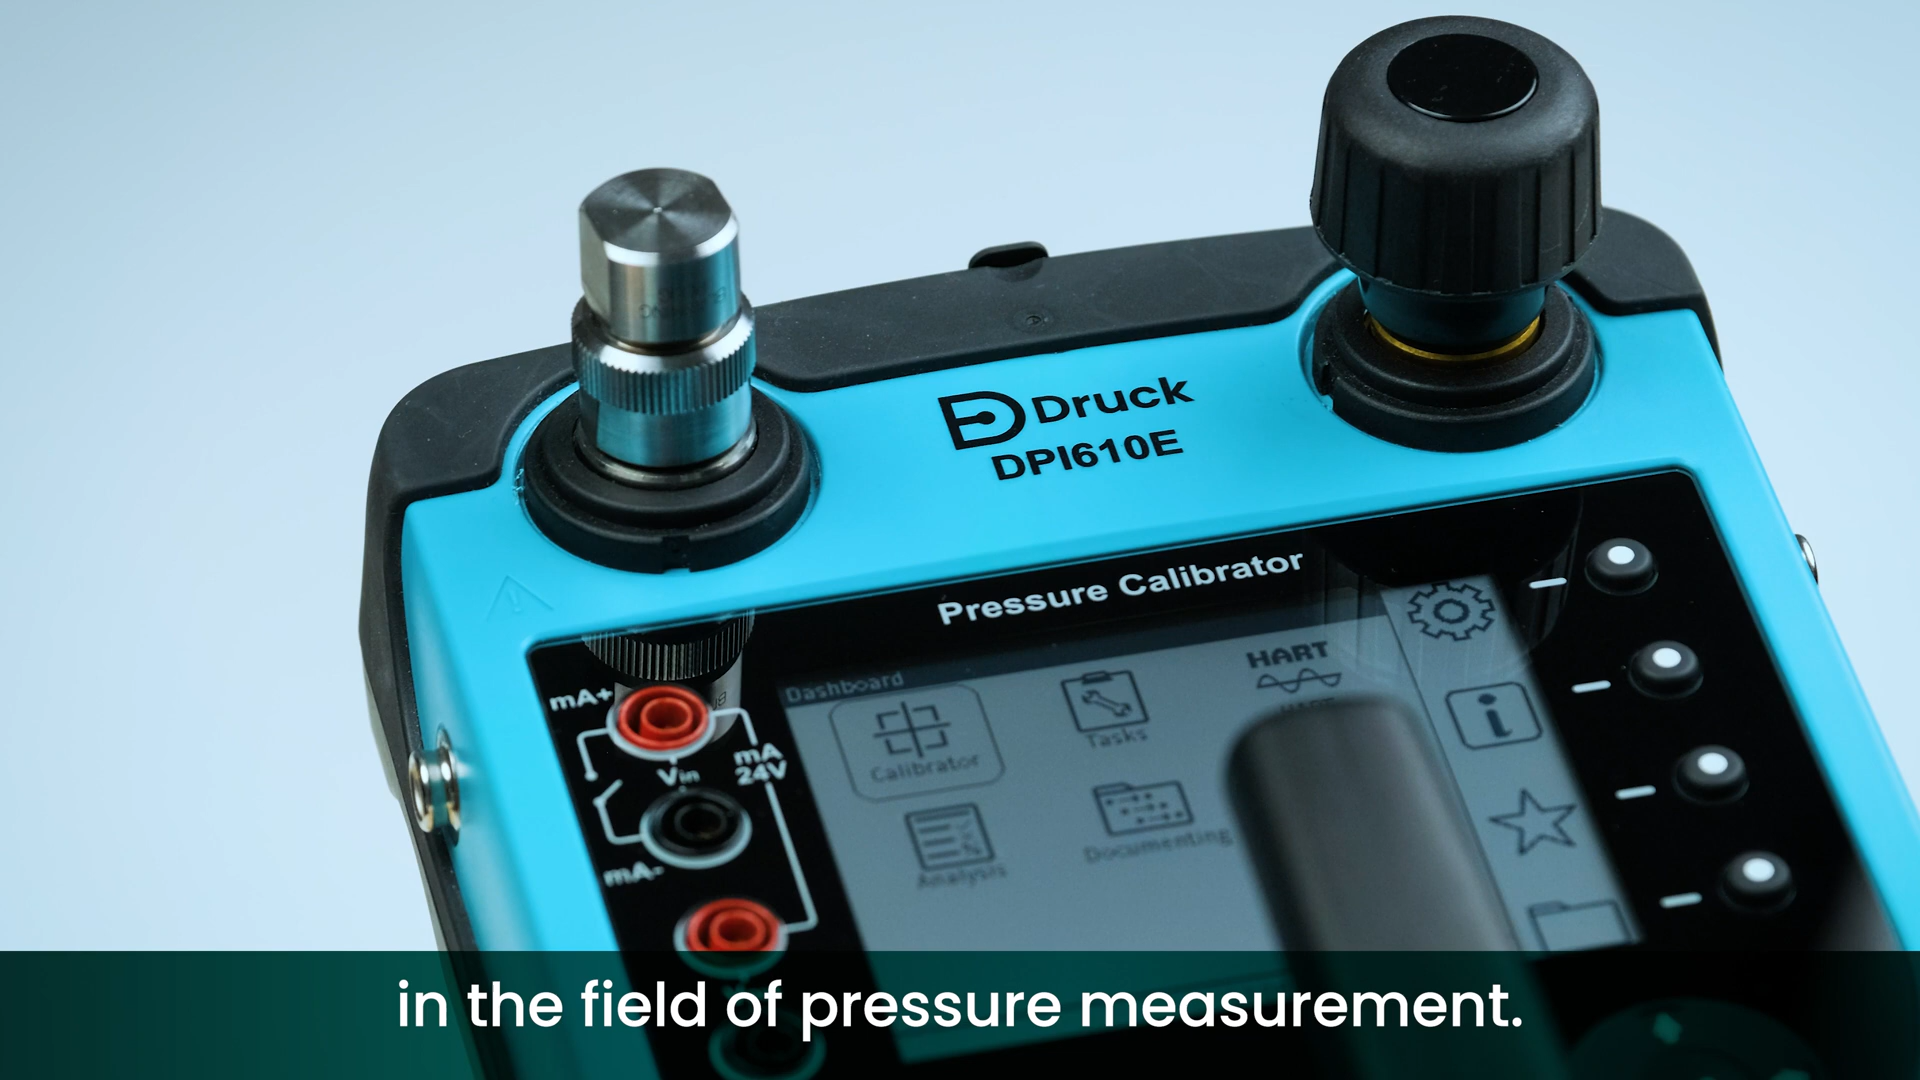 Druck
DPI610E
Pressure Calibrator
mA+
Vin
mA
24V
mA-
Dashboard
Calibrator
Tasks
HART
HART
Analysis
Documenting
in the field of pressure measurement.